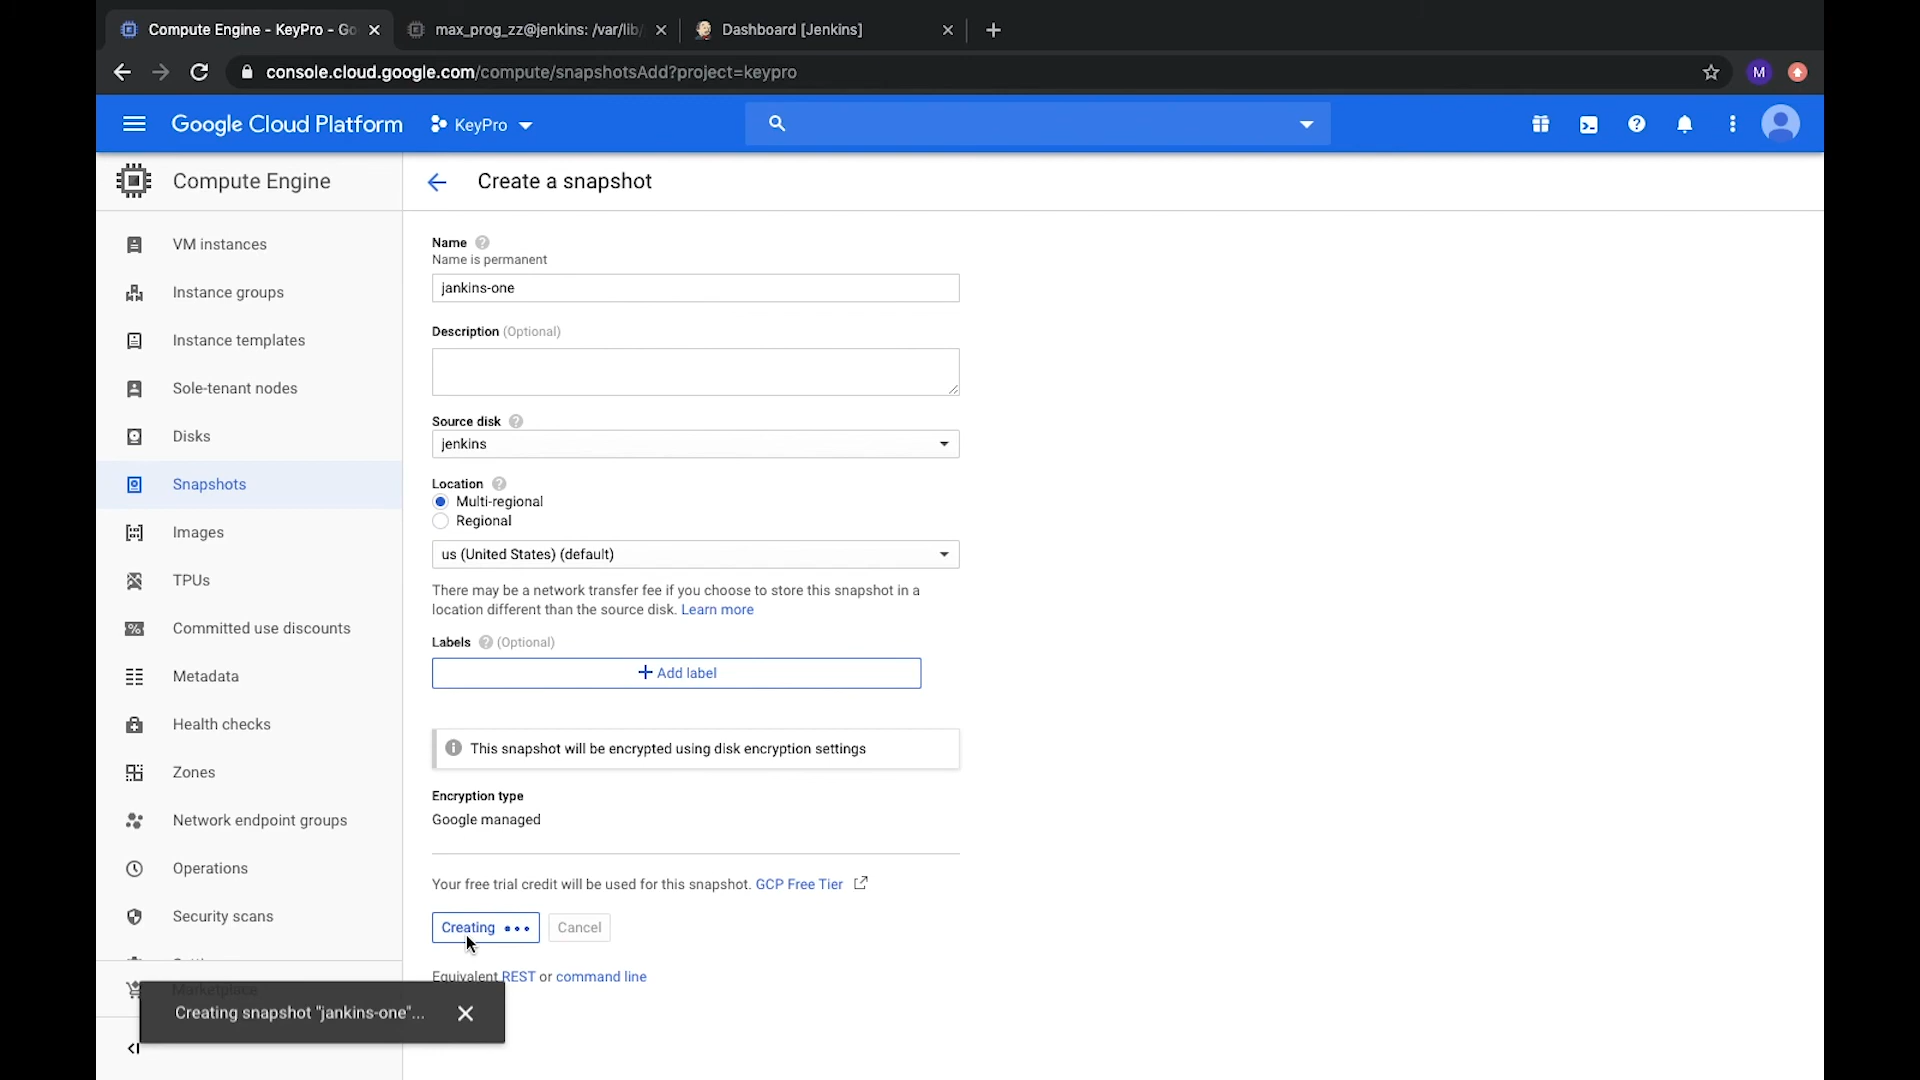 Compute Engine - KeyPro - Go
max_prog_zz@jenkins: /var/lib/
Dashboard [Jenkins]
console.cloud.google.com/compute/snapshotsAdd?project=keypro
M
Google Cloud Platform
KeyPro
Compute Engine
Create a snapshot
VM instances
Instance groups
Instance templates
Sole-tenant nodes
Disks
Snapshots
Images
TPUs
Committed use discounts
Metadata
Health checks
Zones
Network endpoint groups
Operations
Security scans
Marketplace
Name
Name is permanent
jankins-one
Description (Optional)
Source disk
jenkins
Location
Multi-regional
Regional
us (United States) (default)
There may be a network transfer fee if you choose to store this snapshot in a
location different than the source disk. Learn more
Labels (Optional)
Add label
This snapshot will be encrypted using disk encryption settings
Encryption type
Google managed
Your free trial credit will be used for this snapshot. GCP Free Tier
Creating
Cancel
Equivalent REST or command line
Creating snapshot "jankins-one"...